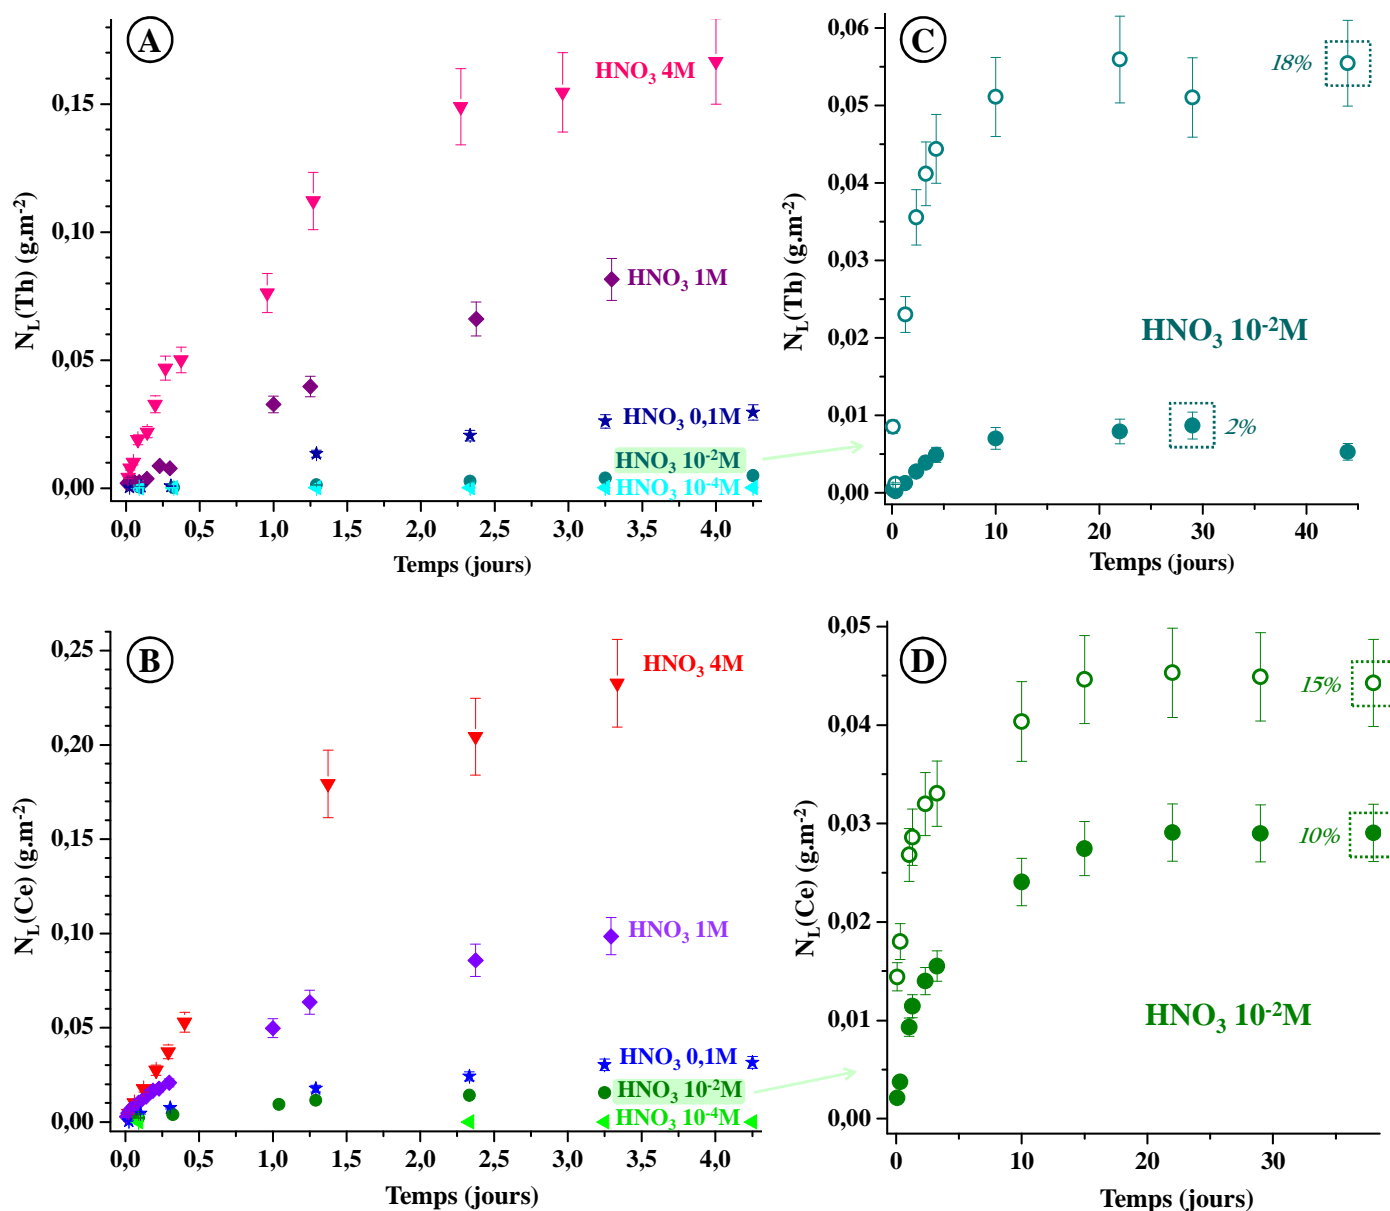 A
HNO₃ 4M
HNO₃ 1M
HNO₃ 0,1M
HNO₃ 10⁻²M
HNO₃ 10⁻⁴M
N_L(Th) (g.m⁻²)
0,15
0,10
0,05
0,00
0,0 0,5 1,0 1,5 2,0 2,5 3,0 3,5 4,0
Temps (jours)
C
18%
2%
HNO₃ 10⁻²M
N_L(Th) (g.m⁻²)
0,06
0,05
0,04
0,03
0,02
0,01
0,00
0 10 20 30 40
Temps (jours)
B
HNO₃ 4M
HNO₃ 1M
HNO₃ 0,1M
HNO₃ 10⁻²M
HNO₃ 10⁻⁴M
N_L(Ce) (g.m⁻²)
0,25
0,20
0,15
0,10
0,05
0,00
0,0 0,5 1,0 1,5 2,0 2,5 3,0 3,5 4,0
Temps (jours)
D
15%
10%
HNO₃ 10⁻²M
N_L(Ce) (g.m⁻²)
0,05
0,04
0,03
0,02
0,01
0,00
0 10 20 30
Temps (jours)